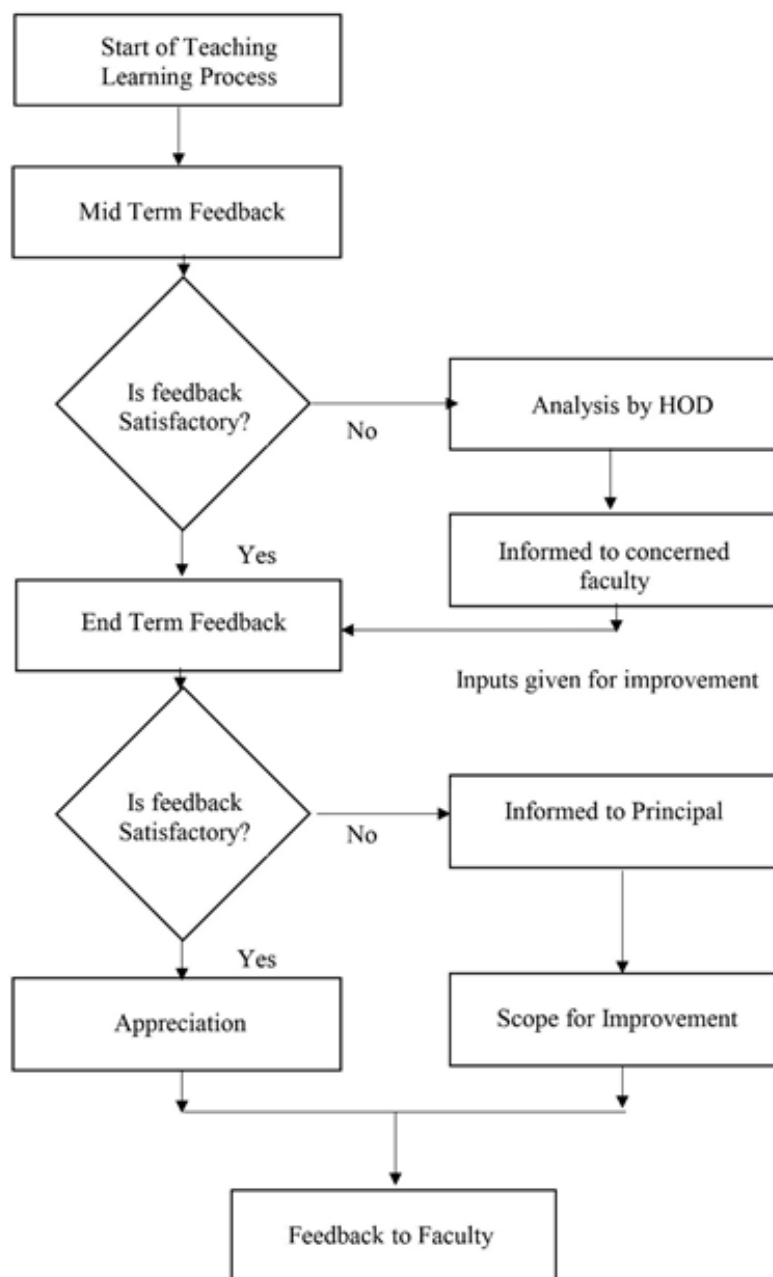 Start of Teaching
Learning Process
Mid Term Feedback
Is feedback
Satisfactory?
No
Analysis by HOD
Yes
Informed to concerned
faculty
End Term Feedback
Inputs given for improvement
Is feedback
Satisfactory?
No
Informed to Principal
Yes
Appreciation
Scope for Improvement
Feedback to Faculty